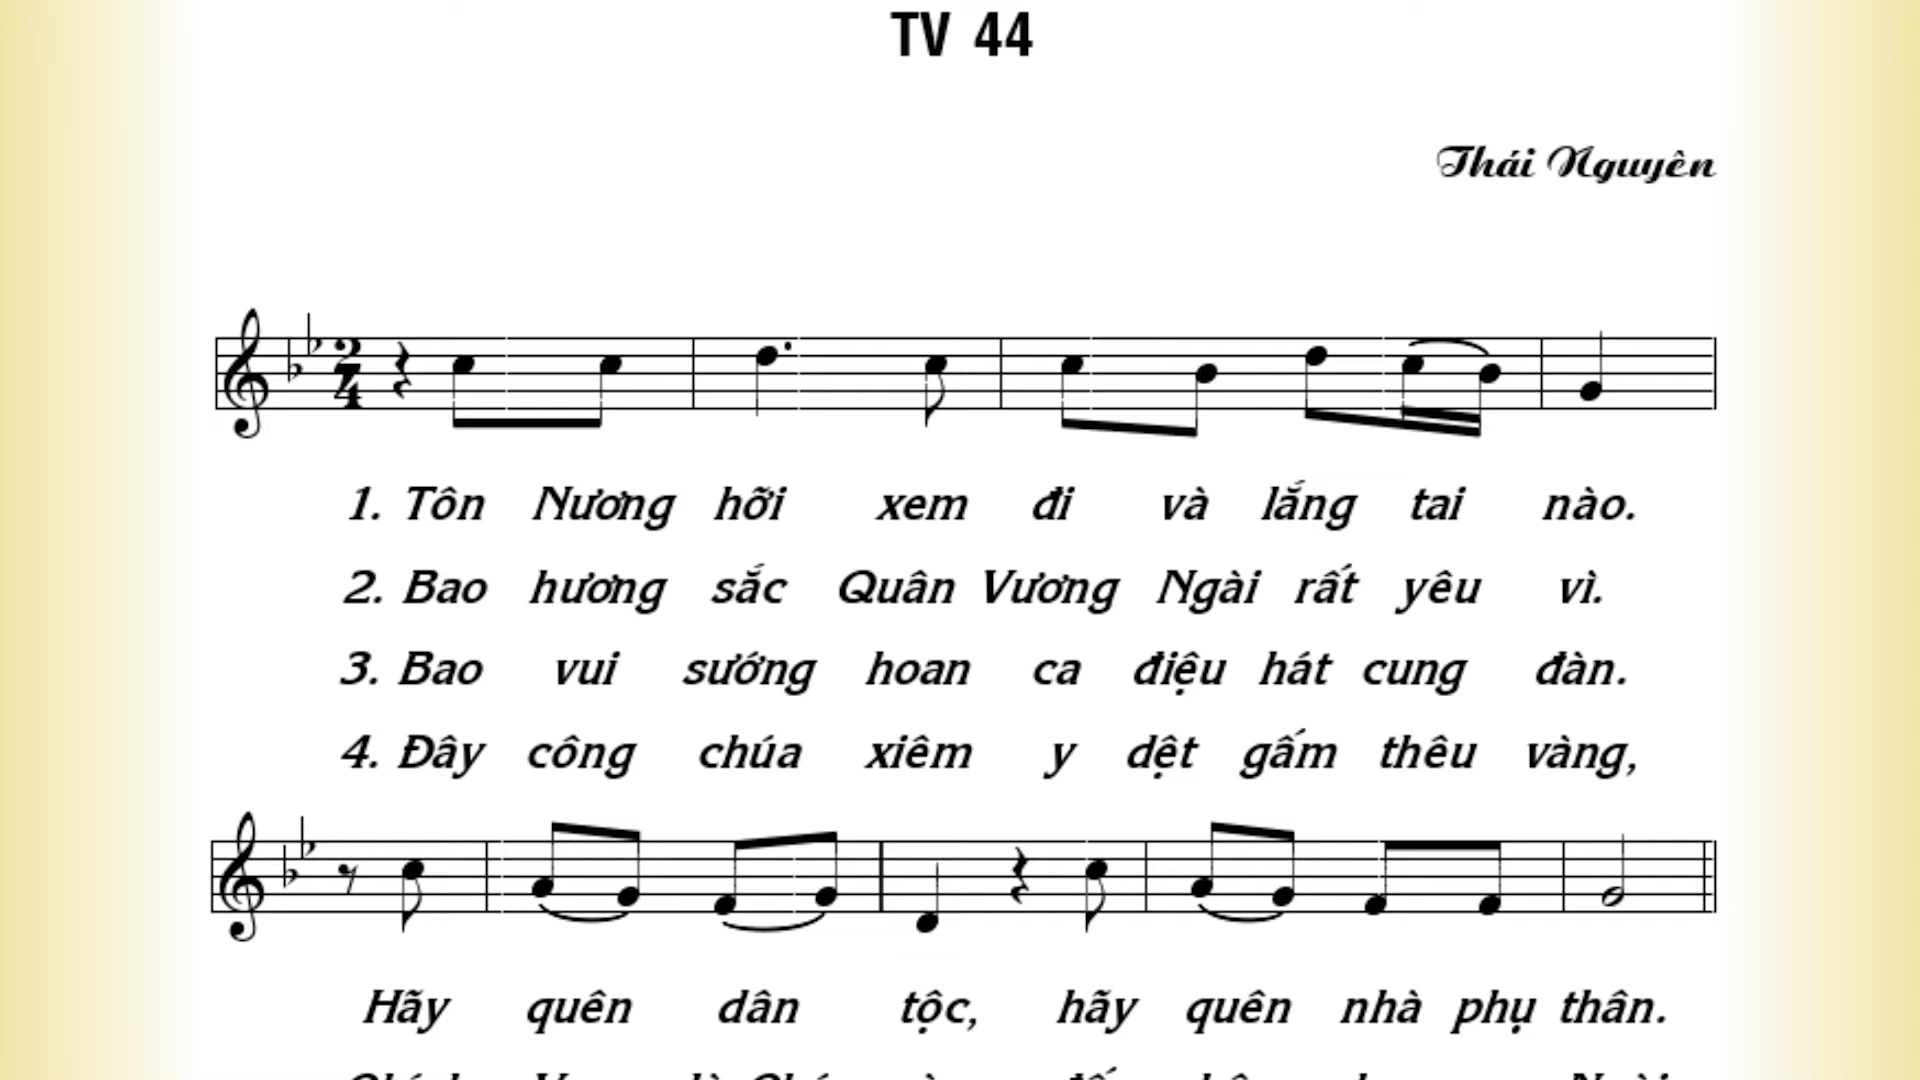 TV 44
Thái Nguyên
1. Tôn Nương hỡi xem đi và lắng tai nào.
2. Bao hương sắc Quân Vương Ngài rất yêu vì.
3. Bao vui sướng hoan ca điệu hát cung đàn.
4. Đây công chúa xiêm y dệt gấm thêu vàng,
Hãy quên dân tộc, hãy quên nhà phụ thân.